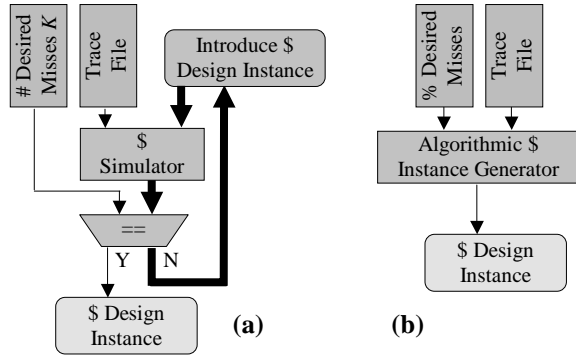 # Desired
Misses K
Trace
File
Introduce $
Design Instance
$
Simulator
==
Y
N
$ Design
Instance
(a)
% Desired
Misses
Trace
File
Algorithmic $
Instance Generator
$ Design
Instance
(b)